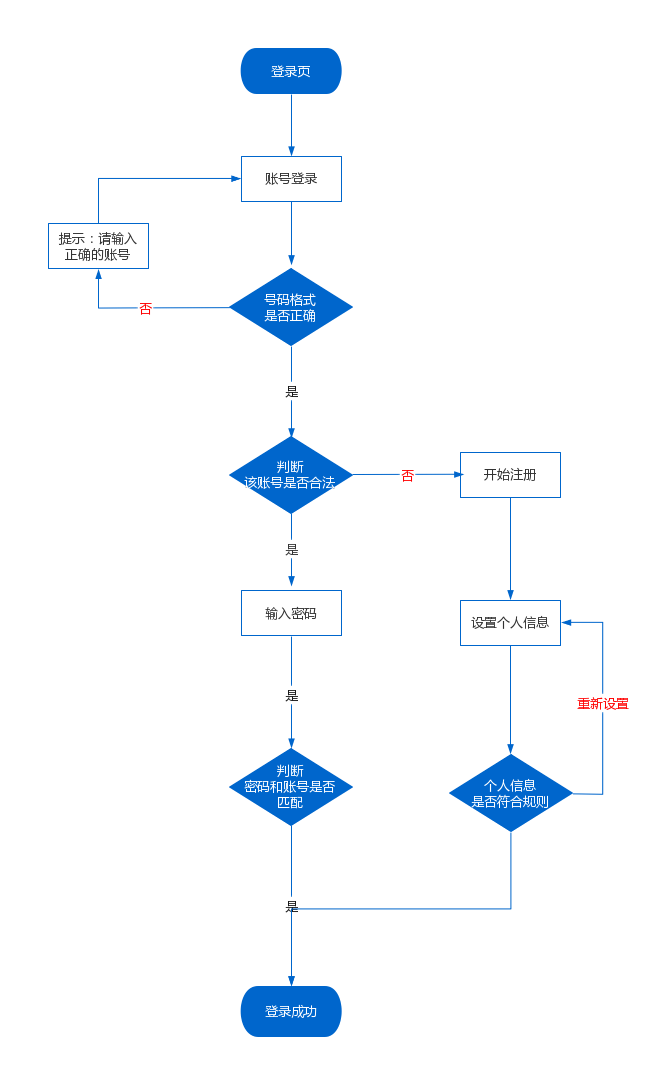 登录页
账号登录
提示：请输入
正确的账号
号码格式
是否正确
否
是
判断
该账号是否合法
否
开始注册
是
输入密码
设置个人信息
是
重新设置
判断
密码和账号是否
匹配
个人信息
是否符合规则
是
登录成功